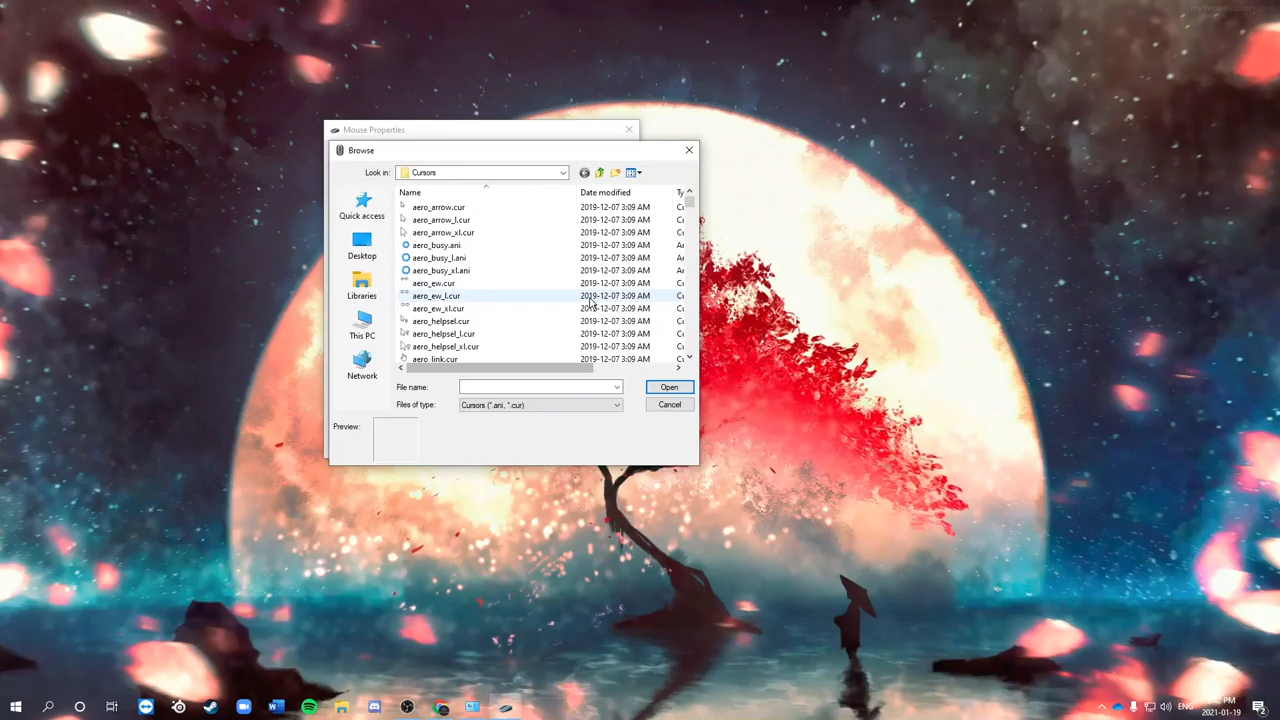 Mouse Properties
Browse
Look in:
Cursors
Name
Date modified
Ty
aero_arrow.cur 2019-12-07 3:09 AM
aero_arrow_l.cur 2019-12-07 3:09 AM
aero_arrow_xl.cur 2019-12-07 3:09 AM
aero_busy.ani 2019-12-07 3:09 AM
aero_busy_l.ani 2019-12-07 3:09 AM
aero_busy_xl.ani 2019-12-07 3:09 AM
aero_ew.cur 2019-12-07 3:09 AM
aero_ew_l.cur 2019-12-07 3:09 AM
aero_ew_xl.cur 2019-12-07 3:09 AM
aero_helpsel.cur 2019-12-07 3:09 AM
aero_helpsel_l.cur 2019-12-07 3:09 AM
aero_helpsel_xl.cur 2019-12-07 3:09 AM
aero_link.cur 2019-12-07 3:09 AM
Quick access
Desktop
Libraries
This PC
Network
File name:
Open
Files of type:
Cursors (*.ani, *.cur)
Cancel
Preview:
PM
2021-01-19
2